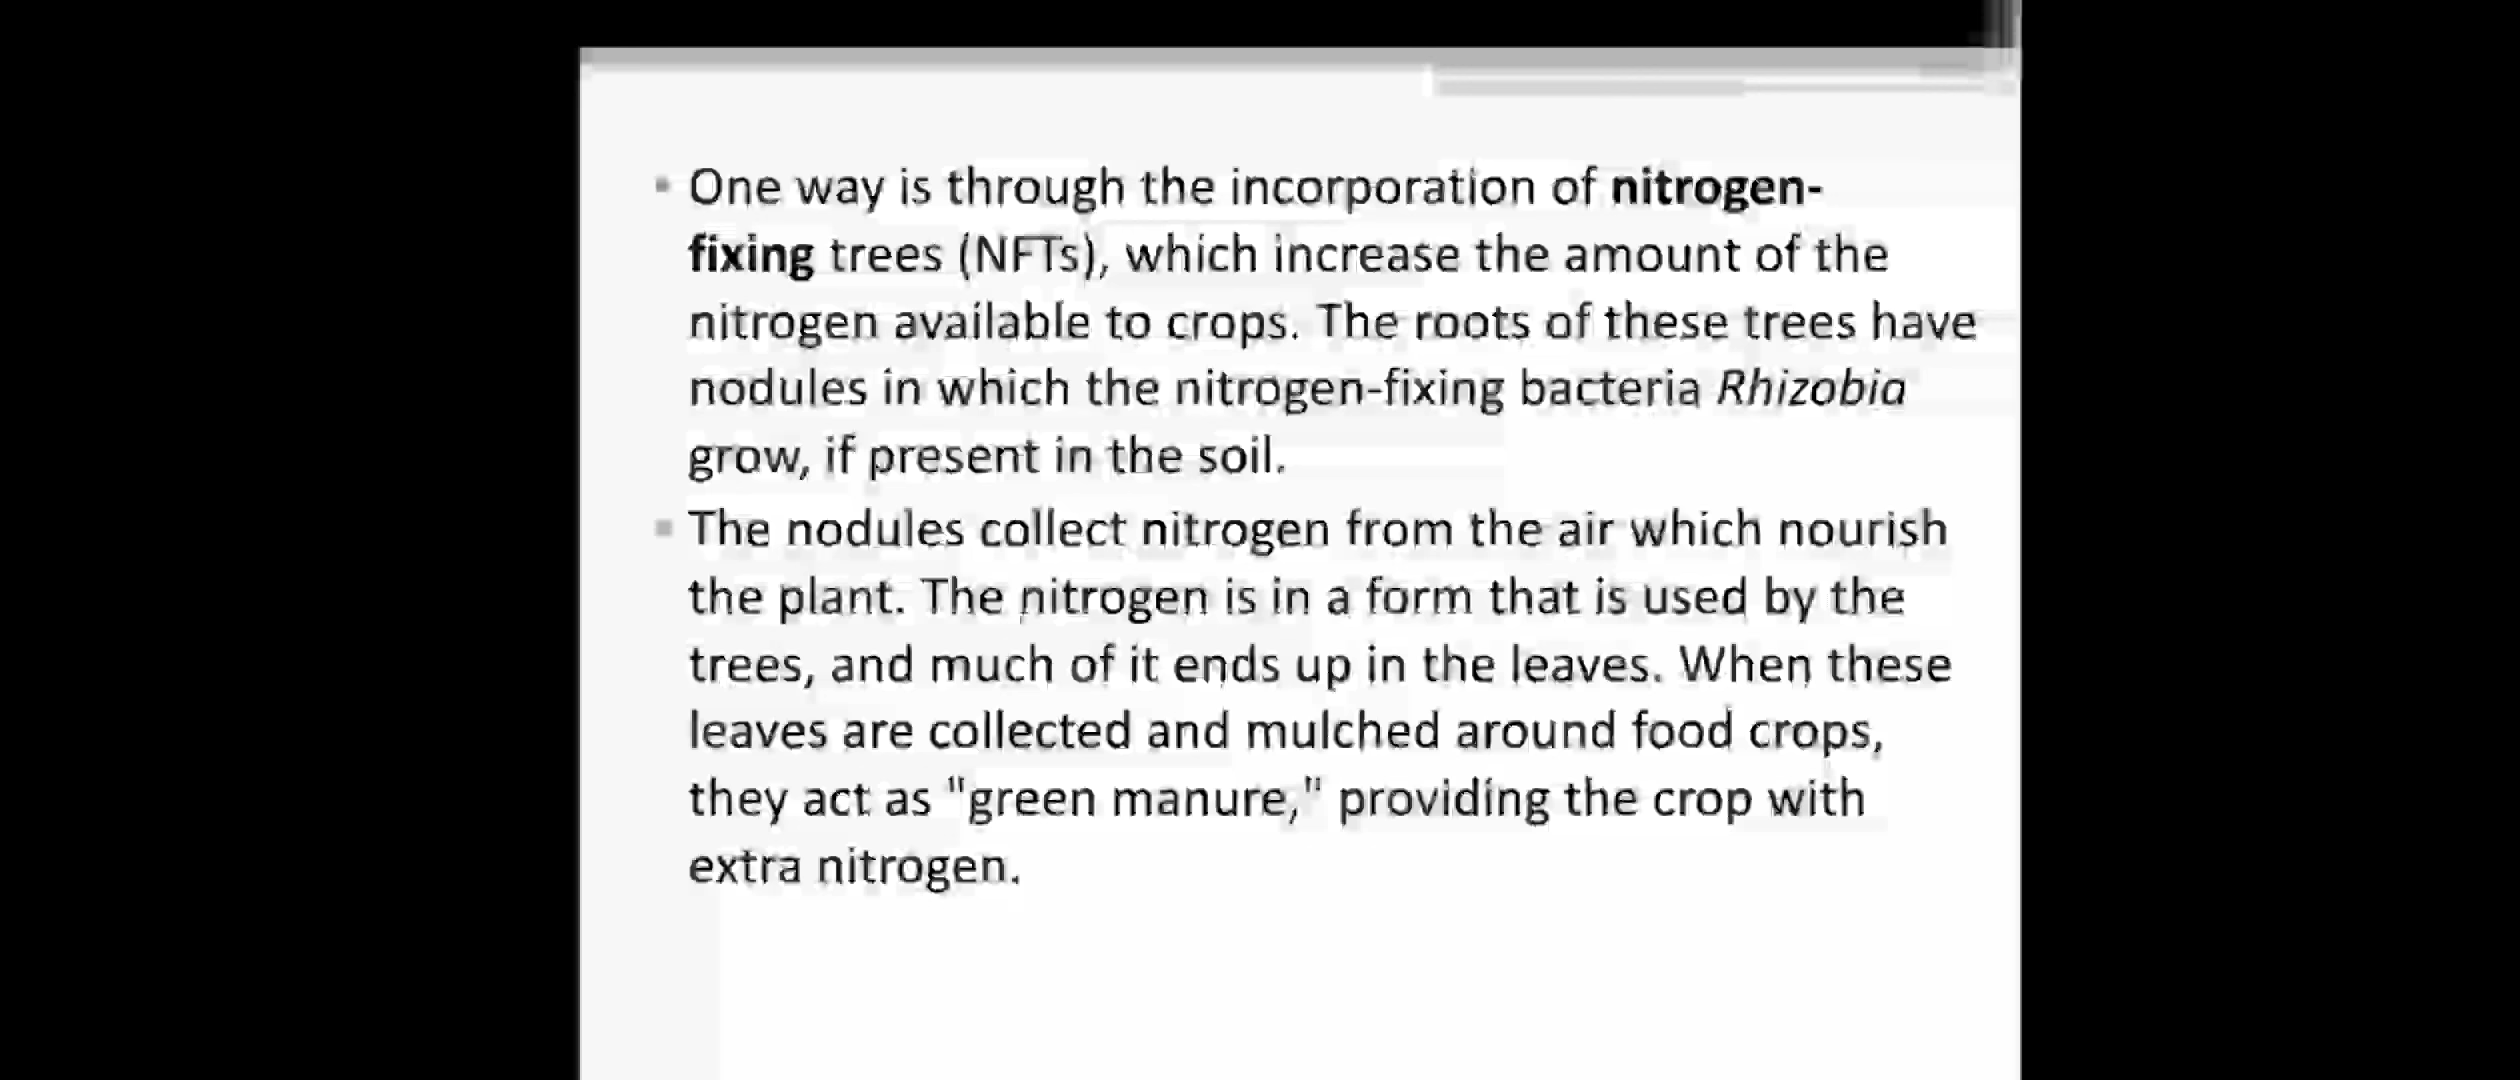 One way is through the incorporation of nitrogen-
fixing trees (NFTs), which increase the amount of the
nitrogen available to crops. The roots of these trees have
nodules in which the nitrogen-fixing bacteria Rhizobia
grow, if present in the soil.
The nodules collect nitrogen from the air which nourish
the plant. The nitrogen is in a form that is used by the
trees, and much of it ends up in the leaves. When these
leaves are collected and mulched around food crops,
they act as "green manure," providing the crop with
extra nitrogen.